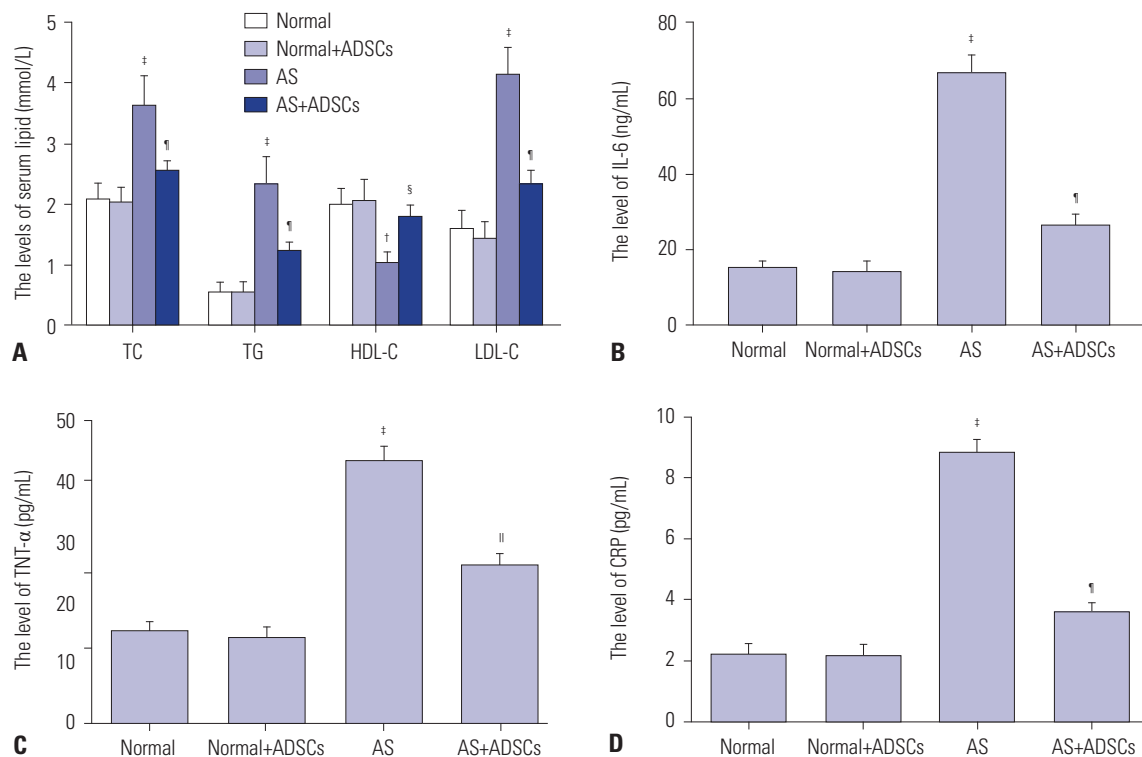 The levels of serum lipid (mmol/L)
5
4
3
2
1
0
Normal
Normal+ADSCs
AS
AS+ADSCs
‡
¶
‡
¶
†
§
‡
¶
TC
TG
HDL-C
LDL-C
A
The level of IL-6 (ng/mL)
80
60
40
20
0
‡
¶
Normal
Normal+ADSCs
AS
AS+ADSCs
B
The level of TNT-α (pg/mL)
50
40
30
20
10
0
‡
||
Normal
Normal+ADSCs
AS
AS+ADSCs
C
The level of CRP (pg/mL)
10
8
6
4
2
0
‡
¶
Normal
Normal+ADSCs
AS
AS+ADSCs
D